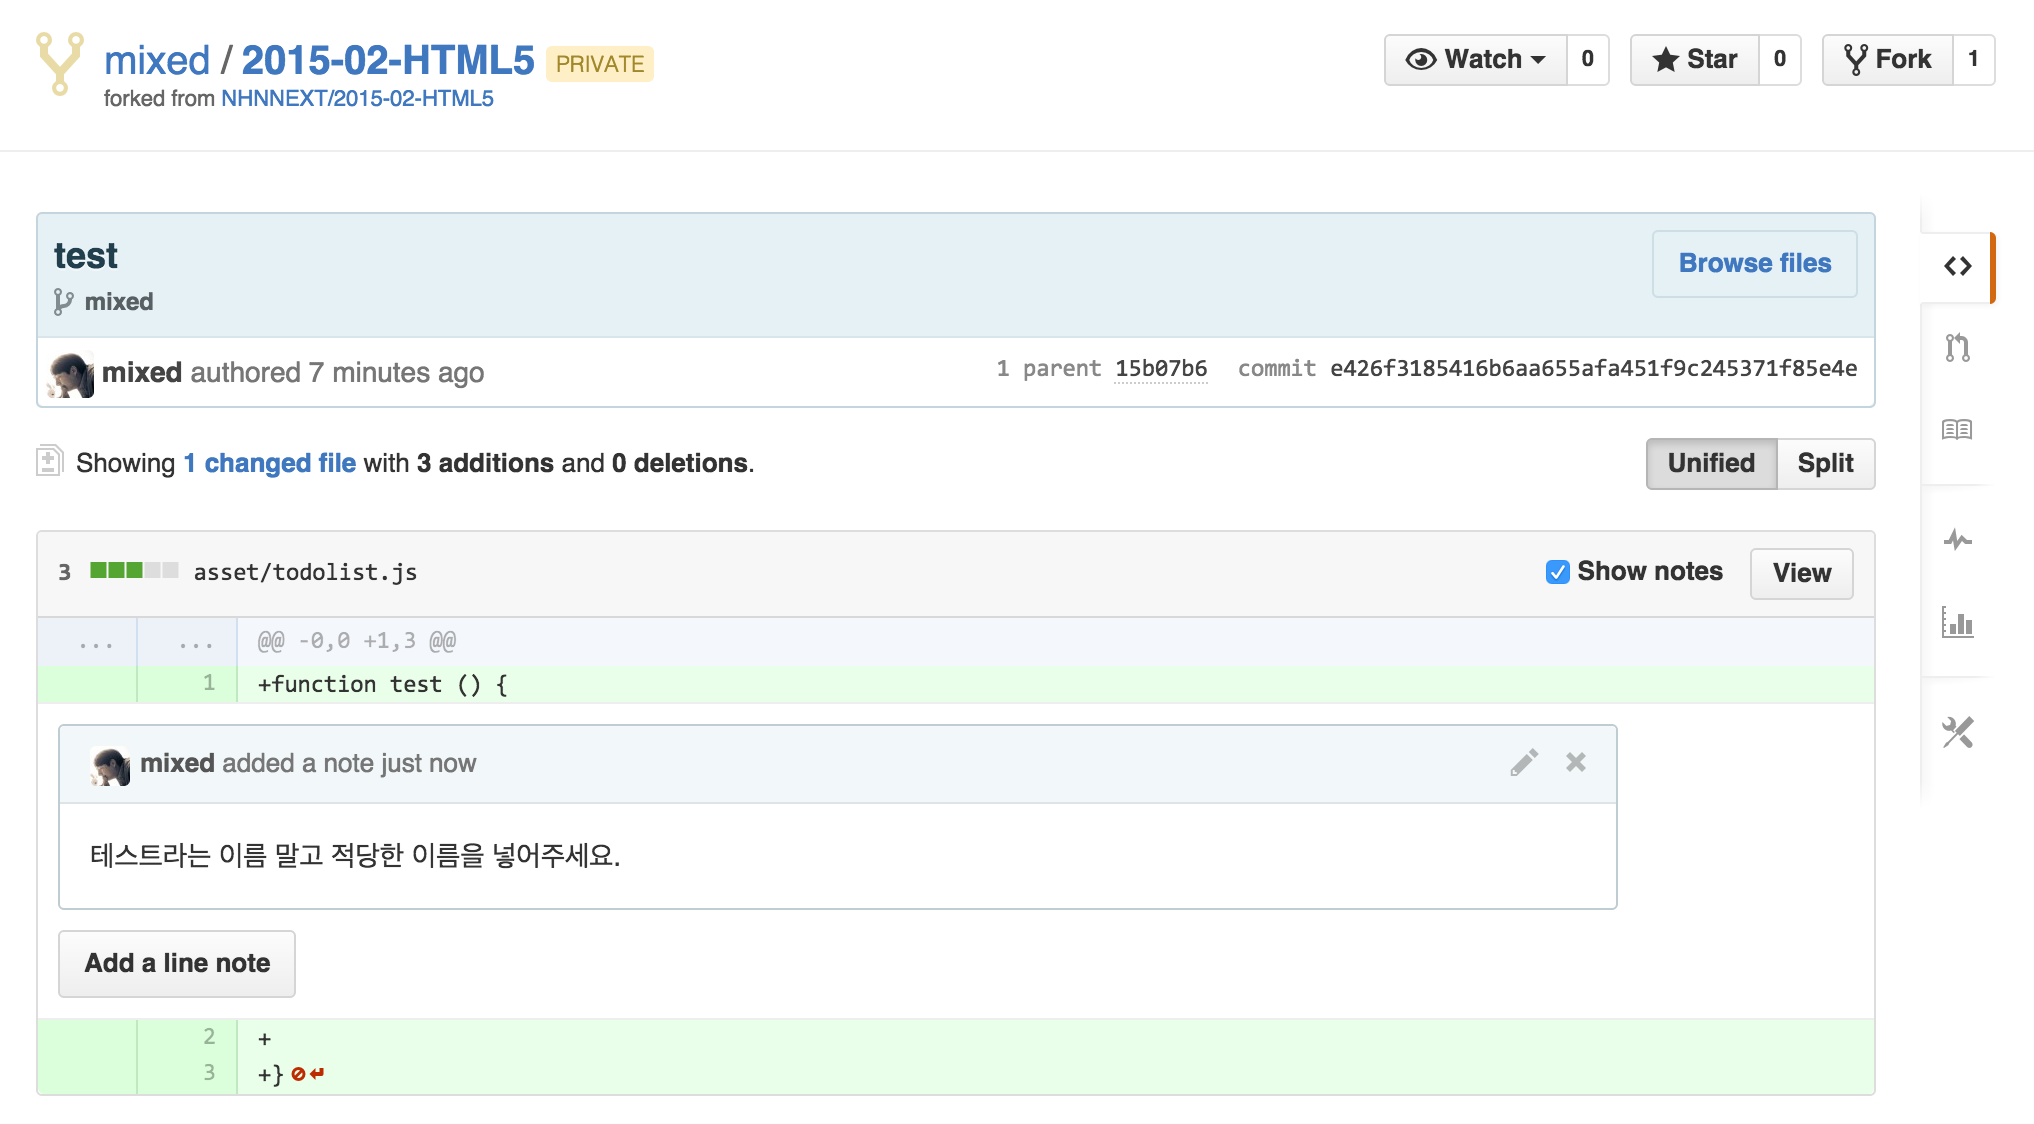 mixed / 2015-02-HTML5 PRIVATE
forked from NHNNEXT/2015-02-HTML5
Watch 0
Star 0
Fork 1
test
Browse files
mixed
mixed authored 7 minutes ago
1 parent 15b07b6 commit e426f3185416b6aa655afa451f9c245371f85e4e
Showing 1 changed file with 3 additions and 0 deletions.
Unified Split
3 asset/todolist.js
Show notes View
... ... @@ -0,0 +1,3 @@
1 +function test () {
mixed added a note just now
테스트라는 이름 말고 적당한 이름을 넣어주세요.
Add a line note
2 +
3 +}